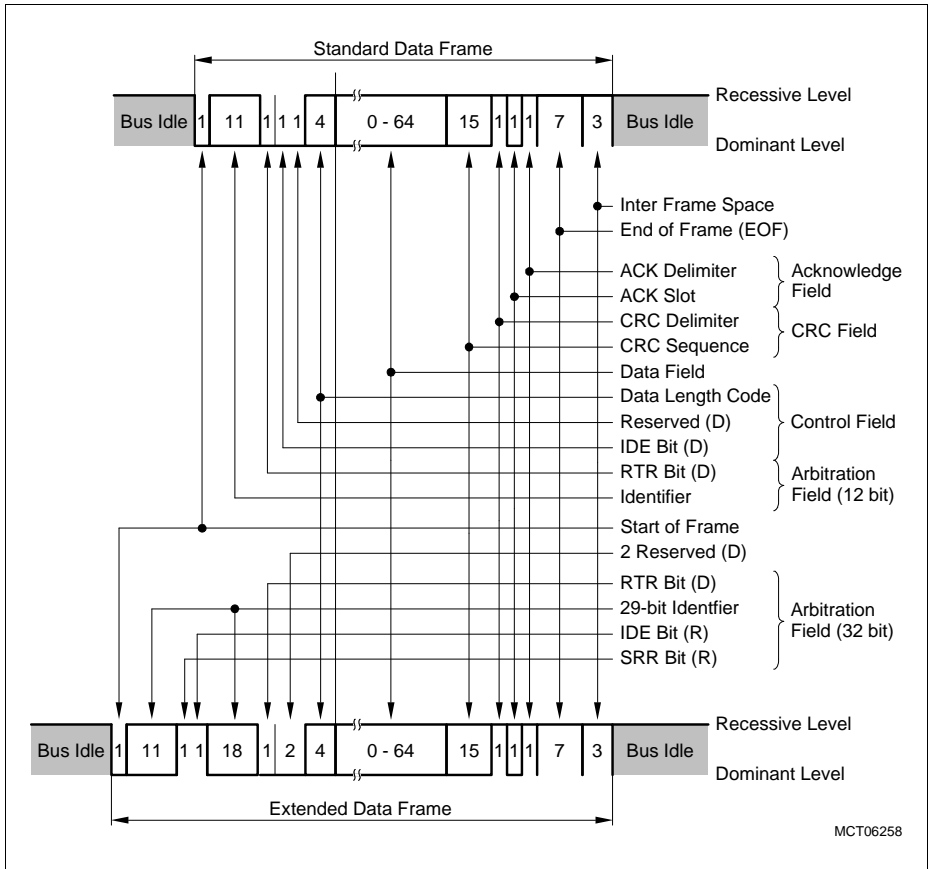 Standard Data Frame
Recessive Level
Bus Idle 1 11 1 1 1 4 0 - 64 15 1 1 1 7 3 Bus Idle
Dominant Level
Inter Frame Space
End of Frame (EOF)
ACK Delimiter
Acknowledge
Field
ACK Slot
CRC Delimiter
CRC Field
CRC Sequence
Data Field
Data Length Code
Reserved (D)
Control Field
IDE Bit (D)
RTR Bit (D)
Arbitration
Field (12 bit)
Identifier
Start of Frame
2 Reserved (D)
RTR Bit (D)
29-bit Identfier
Arbitration
Field (32 bit)
IDE Bit (R)
SRR Bit (R)
Recessive Level
Bus Idle 1 11 1 1 18 1 2 4 0 - 64 15 1 1 1 7 3 Bus Idle
Dominant Level
Extended Data Frame
MCT06258